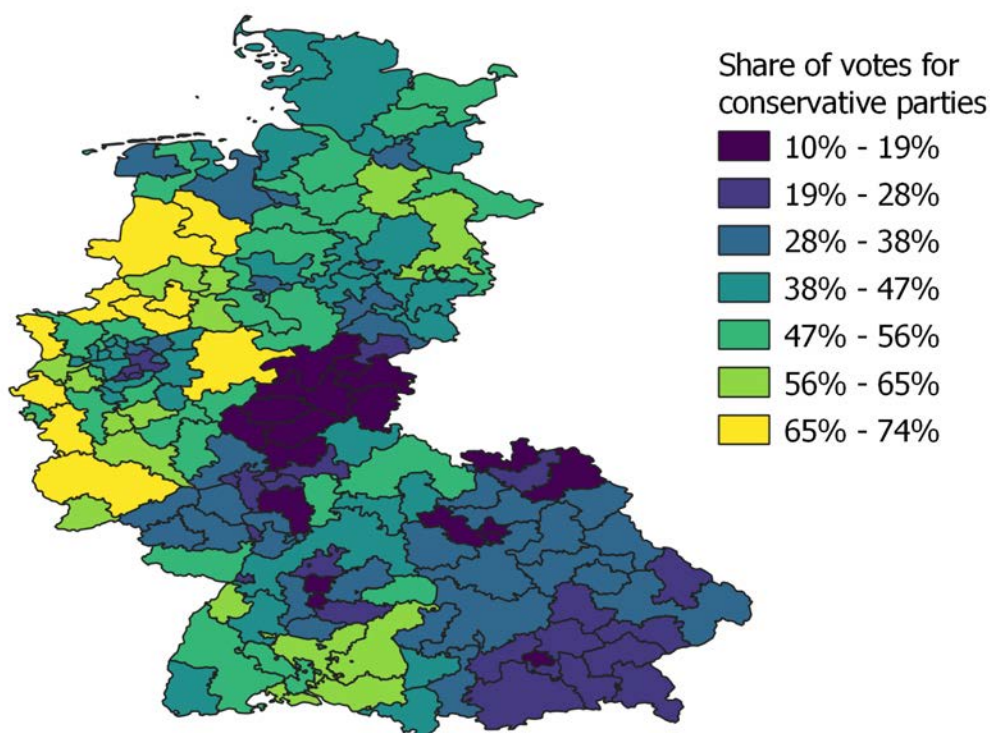 Share of votes for
conservative parties
10% - 19%
19% - 28%
28% - 38%
38% - 47%
47% - 56%
56% - 65%
65% - 74%